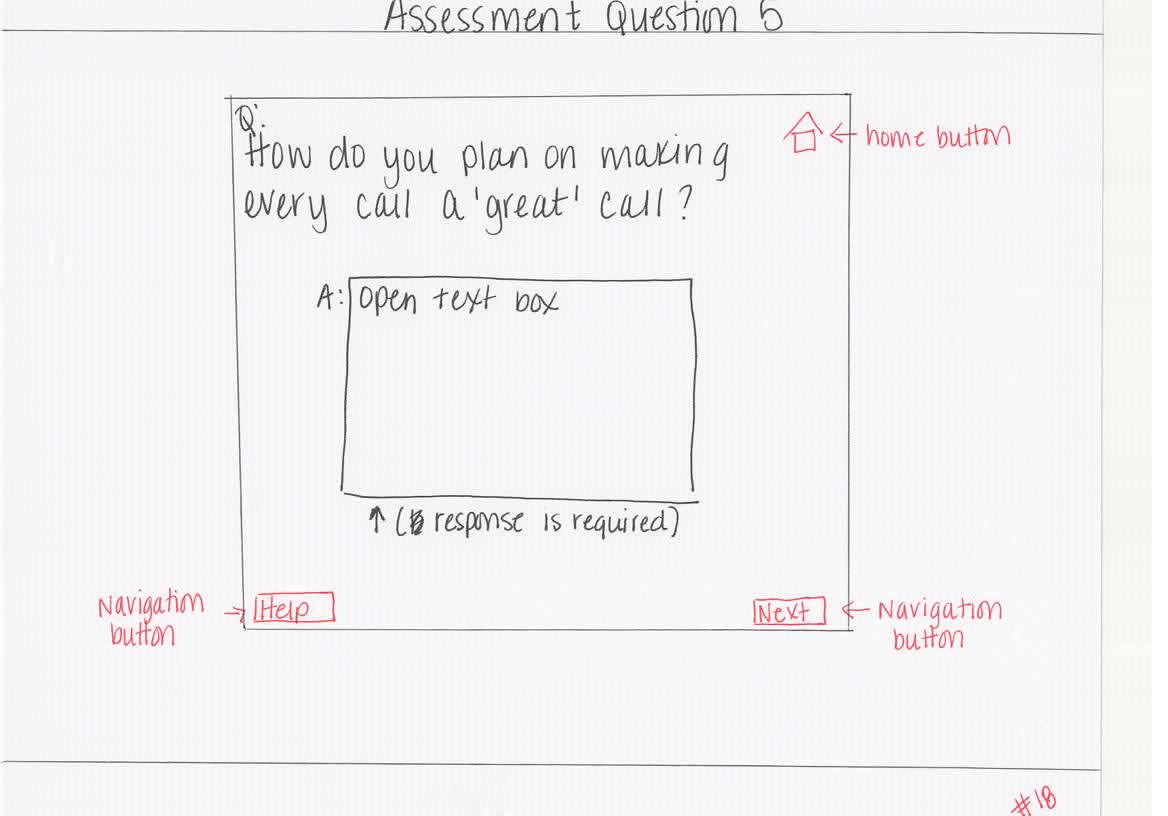 Assessment Question 5
Q:
How do you plan on making
every call a 'great' call?
home button
A: Open text box
↑ (response is required)
Navigation
button
Help
Next
Navigation
button
#18